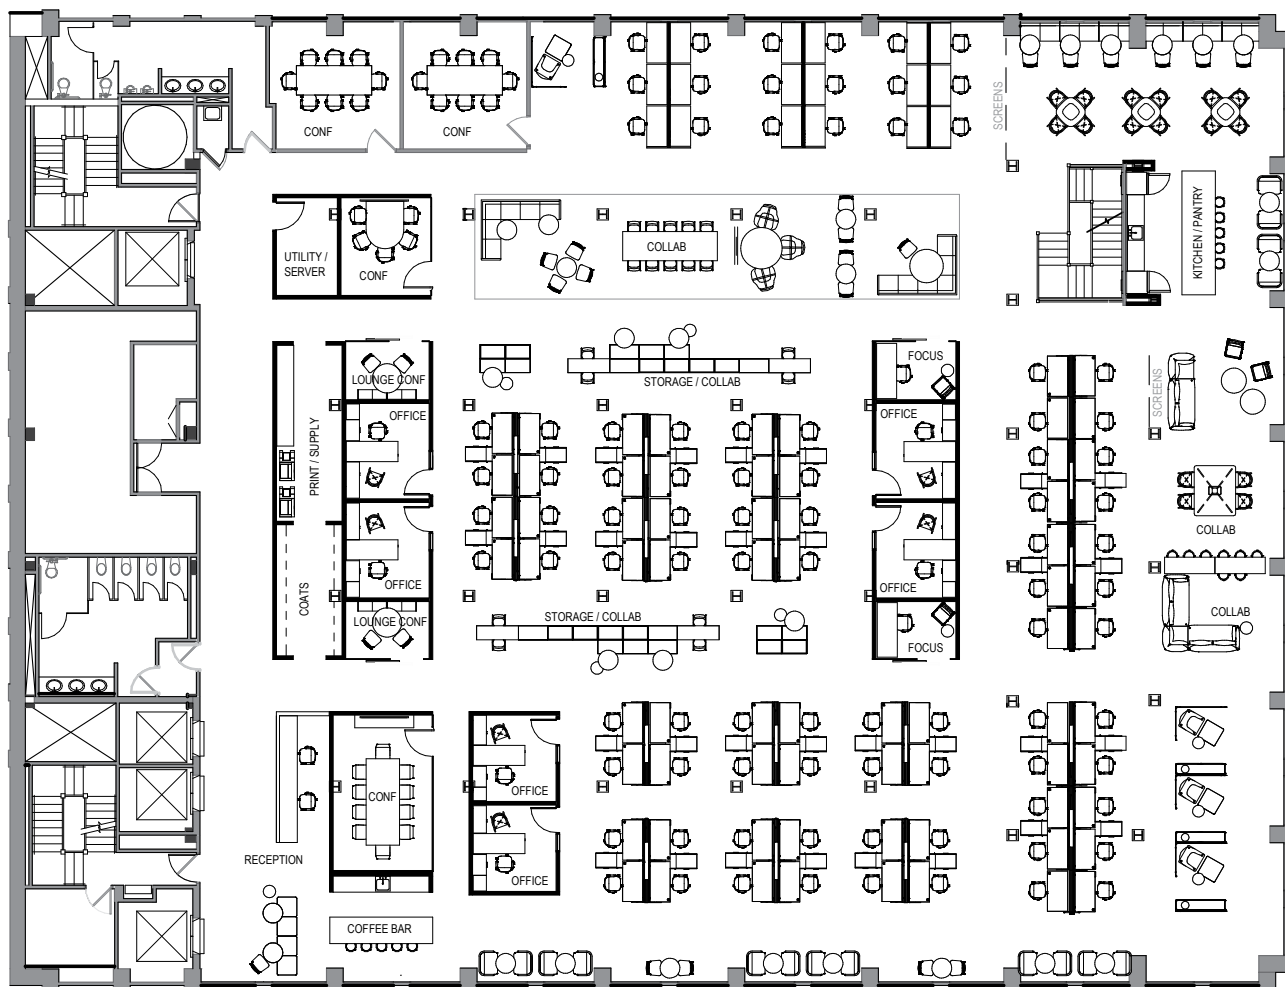 SCREENS
CONF
CONF
KITCHEN / PANTRY
UTILITY /
SERVER
CONF
COLLAB
FOCUS
LOUNGE CONF
STORAGE / COLLAB
SCREENS
OFFICE
OFFICE
PRINT / SUPPLY
COLLAB
OFFICE
OFFICE
COATS
LOUNGE CONF
STORAGE / COLLAB
COLLAB
FOCUS
CONF
OFFICE
RECEPTION
OFFICE
COFFEE BAR